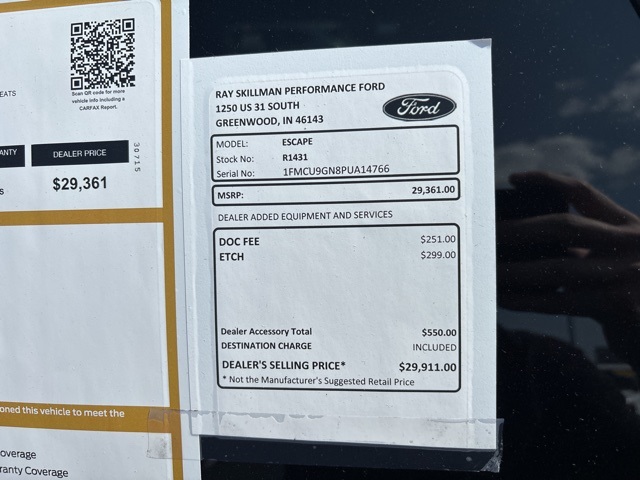 Scan QR code for more
vehicle info including a
CARFAX Report.
EATS
ANTY
DEALER PRICE
30715
$29,361
oned this vehicle to meet the
overage
ranty Coverage
RAY SKILLMAN PERFORMANCE FORD
1250 US 31 SOUTH
GREENWOOD, IN 46143
Ford
MODEL: ESCAPE
Stock No: R1431
Serial No: 1FMCU9GN8PUA14766
MSRP: 29,361.00
DEALER ADDED EQUIPMENT AND SERVICES
DOC FEE $251.00
ETCH $299.00
Dealer Accessory Total $550.00
DESTINATION CHARGE INCLUDED
DEALER'S SELLING PRICE* $29,911.00
* Not the Manufacturer's Suggested Retail Price